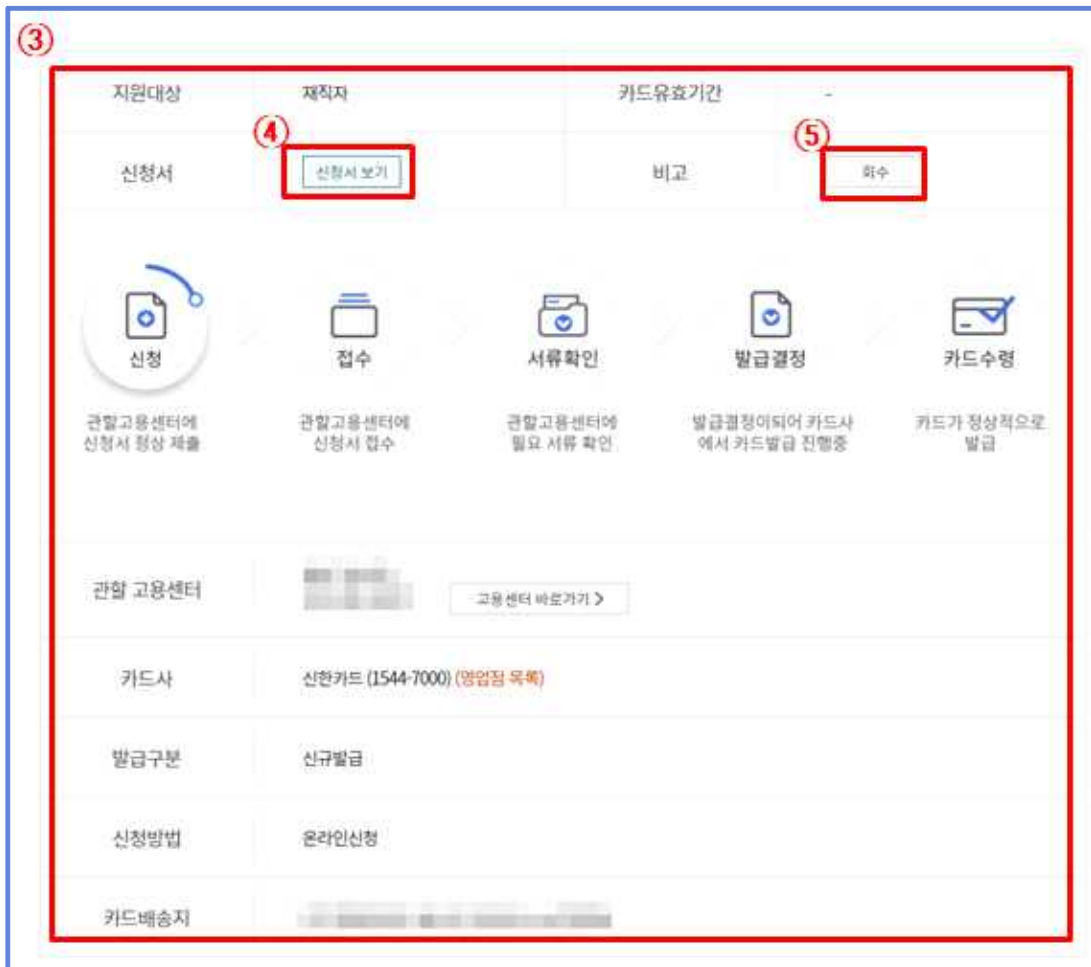 ③
지원대상 재직자 카드유효기간 -
④ ⑤
신청서 신청서 보기 비고 회수
신청 접수 서류확인 발급결정 카드수령
관할고용센터에 관할고용센터에 관할고용센터에 발급결정이되어 카드사 카드가 정상적으로
신청서 정상 제출 신청서 접수 필요 서류 확인 에서 카드발급 진행중 발급
관할 고용센터 고용센터 바로가기 >
카드사 신한카드 (1544-7000) (영업점 목록)
발급구분 신규발급
신청방법 온라인신청
카드배송지